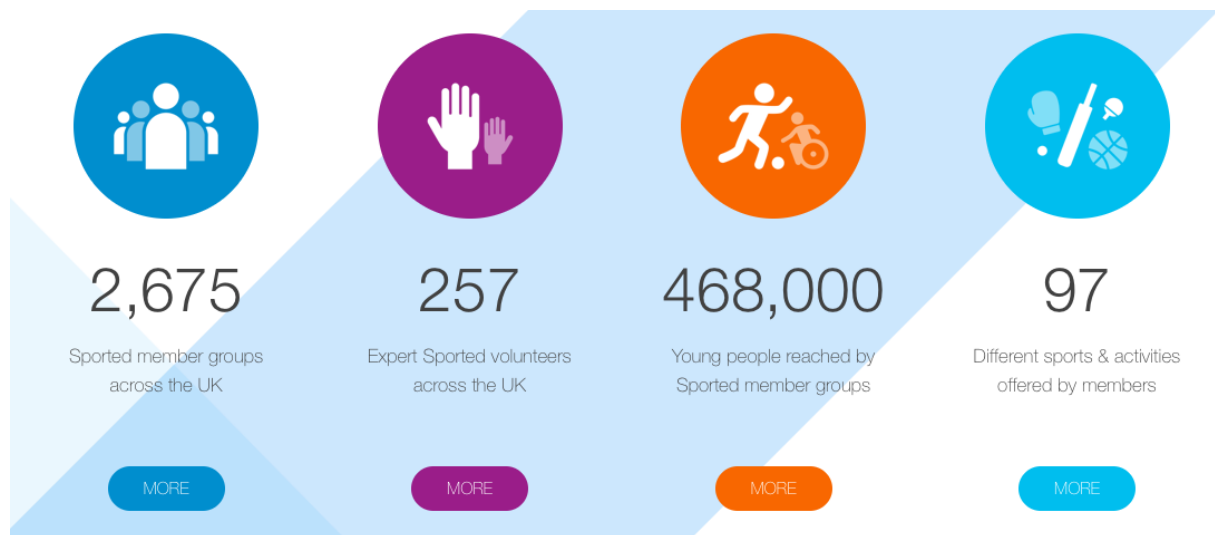 2,675
Sported member groups
across the UK
MORE
257
Expert Sported volunteers
across the UK
MORE
468,000
Young people reached by
Sported member groups
MORE
97
Different sports & activities
offered by members
MORE